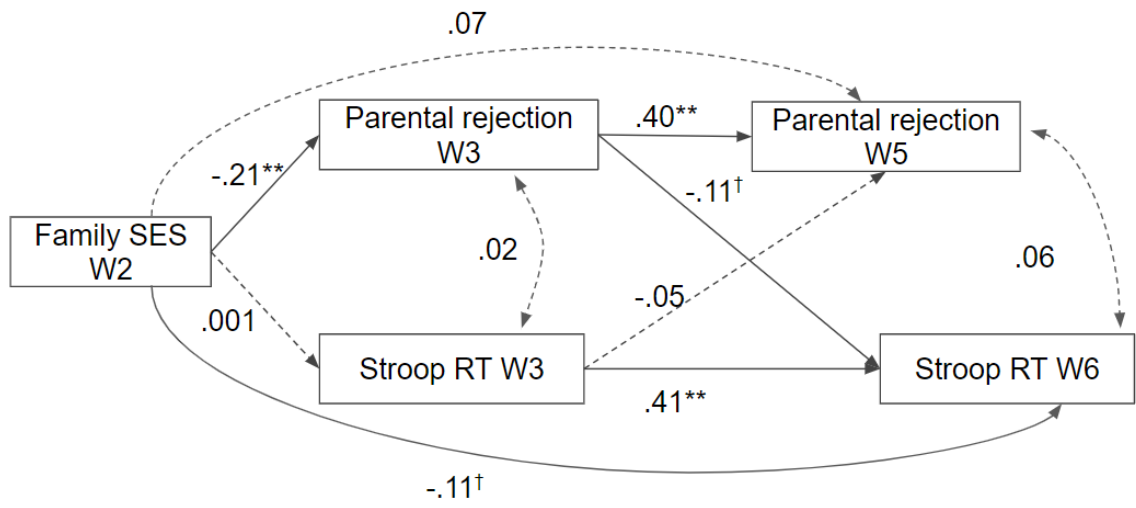 .07
Parental rejection
W3
.40**
Parental rejection
W5
-.21**
-.11†
Family SES
W2
.02
.06
-.05
.001
Stroop RT W3
Stroop RT W6
.41**
-.11†